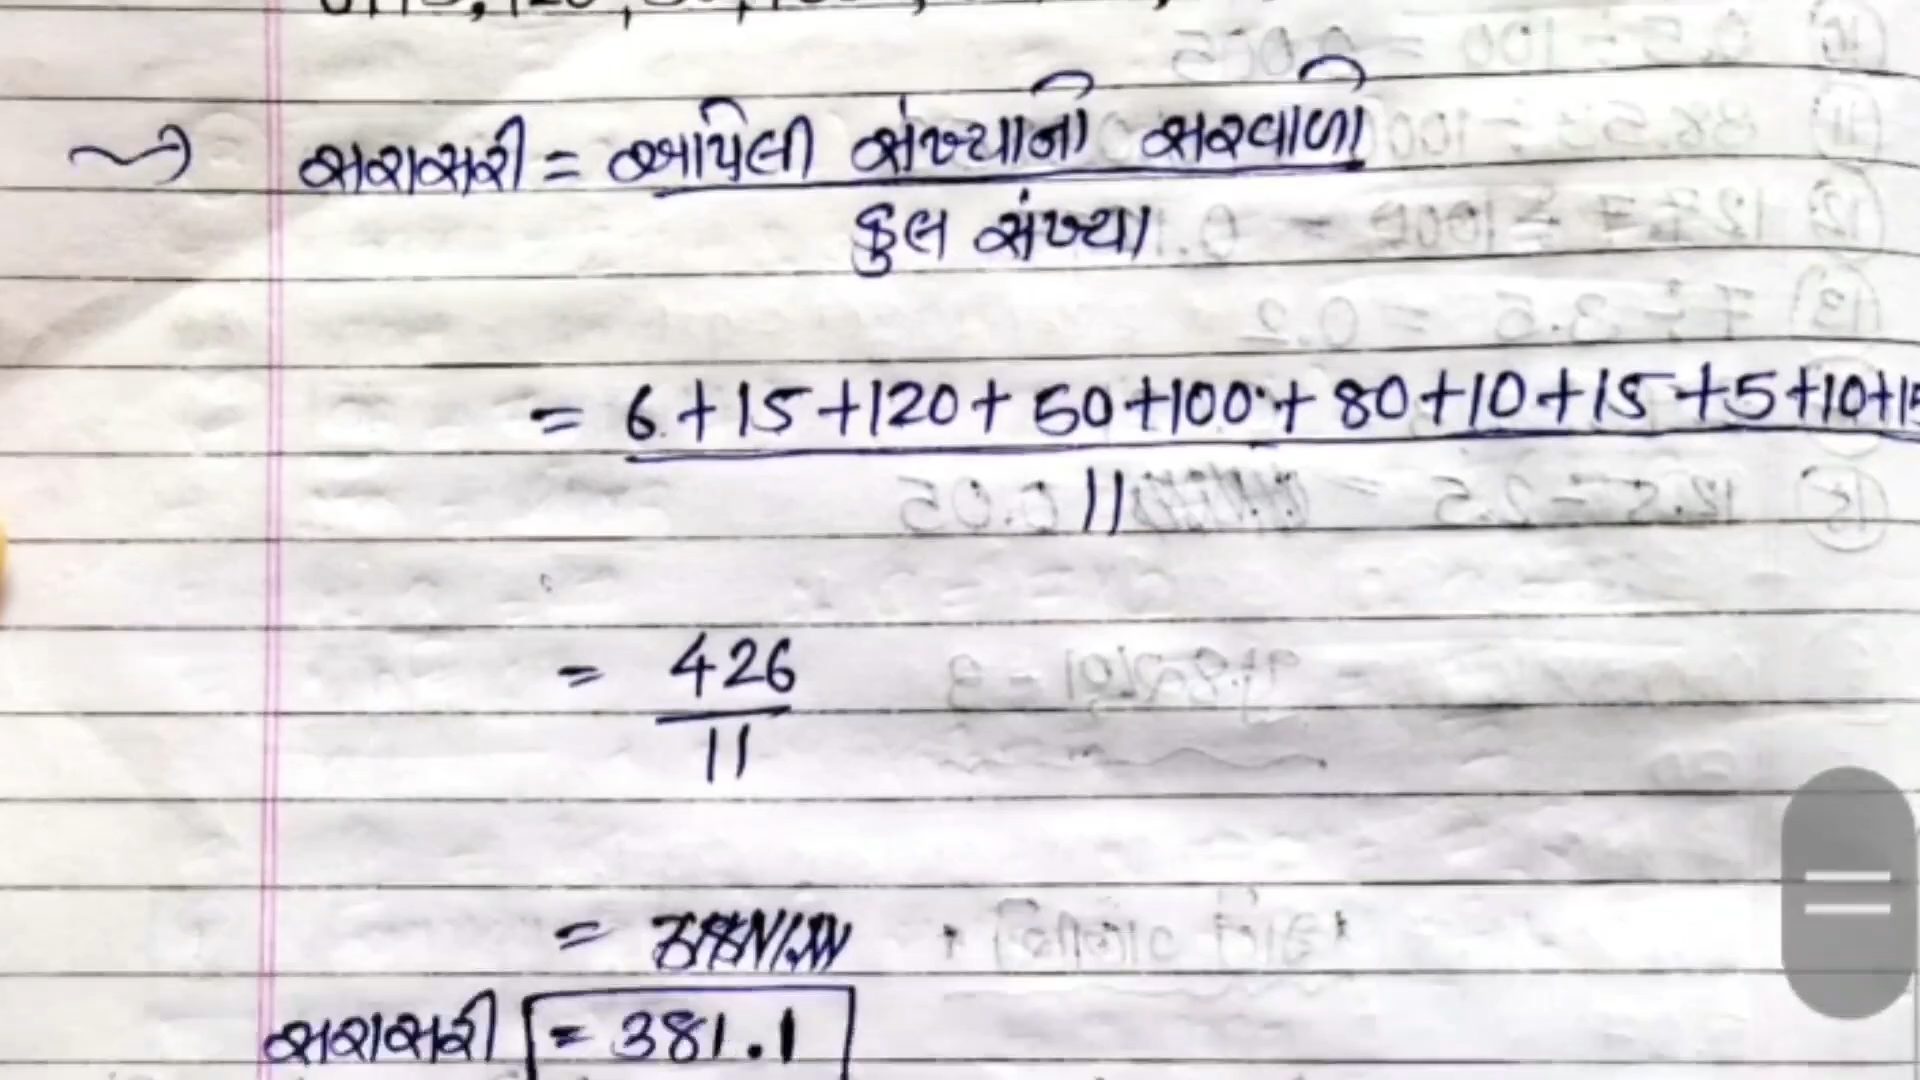 સરાસરી = આપેલી સંખ્યાની સરવાળો
કુલ સંખ્યા
= 6 + 15 + 120 + 50 + 100 + 80 + 10 + 15 + 5 + 10 + 15
11
= 426
11
=
સરાસરી = 381.1